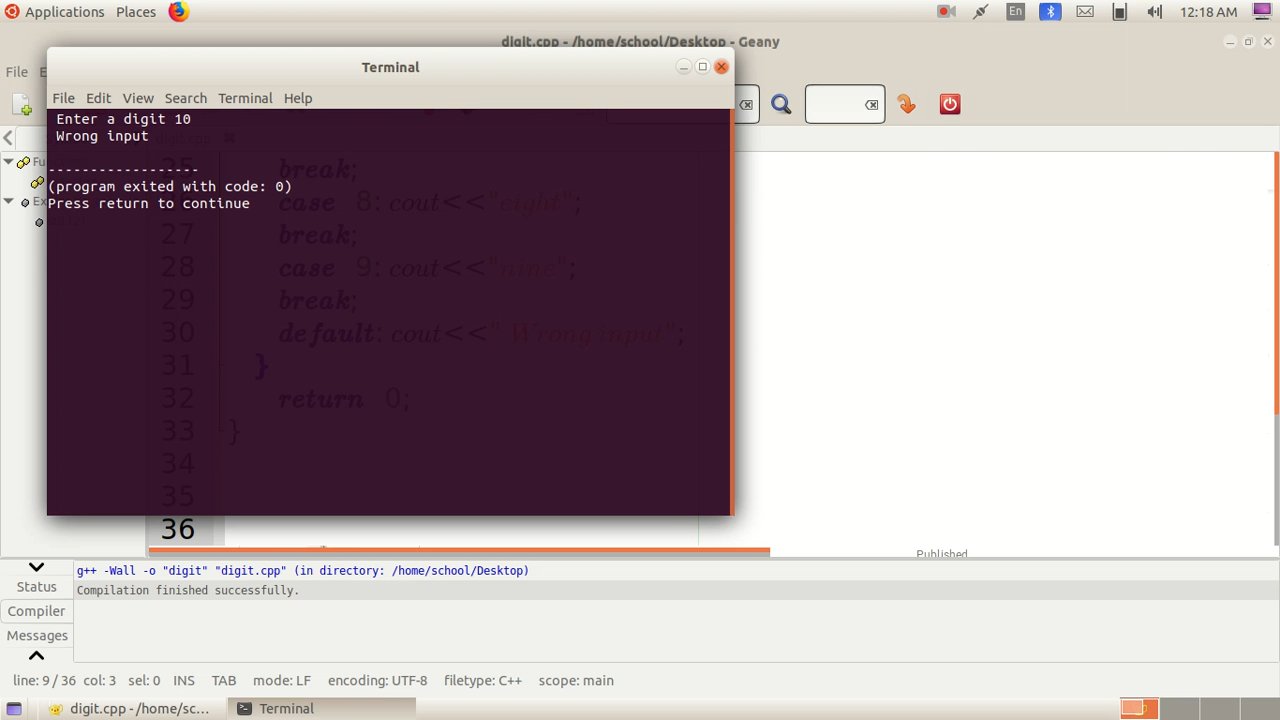 Applications Places En 12:18 AM
digit.cpp - /home/school/Desktop - Geany
File
Terminal
File Edit View Search Terminal Help
Enter a digit 10
Wrong input
------------------
(program exited with code: 0)
Press return to continue
25 break;
26 case 8: cout<<"eight";
27 break;
28 case 9: cout<<"nine";
29 break;
30 default: cout<<" Wrong input";
31 }
32 return 0;
33 }
34
35
36
Published
Status
Compiler
Messages
g++ -Wall -o "digit" "digit.cpp" (in directory: /home/school/Desktop)
Compilation finished successfully.
line: 9 / 36 col: 3 sel: 0 INS TAB mode: LF encoding: UTF-8 filetype: C++ scope: main
digit.cpp - /home/sc... Terminal